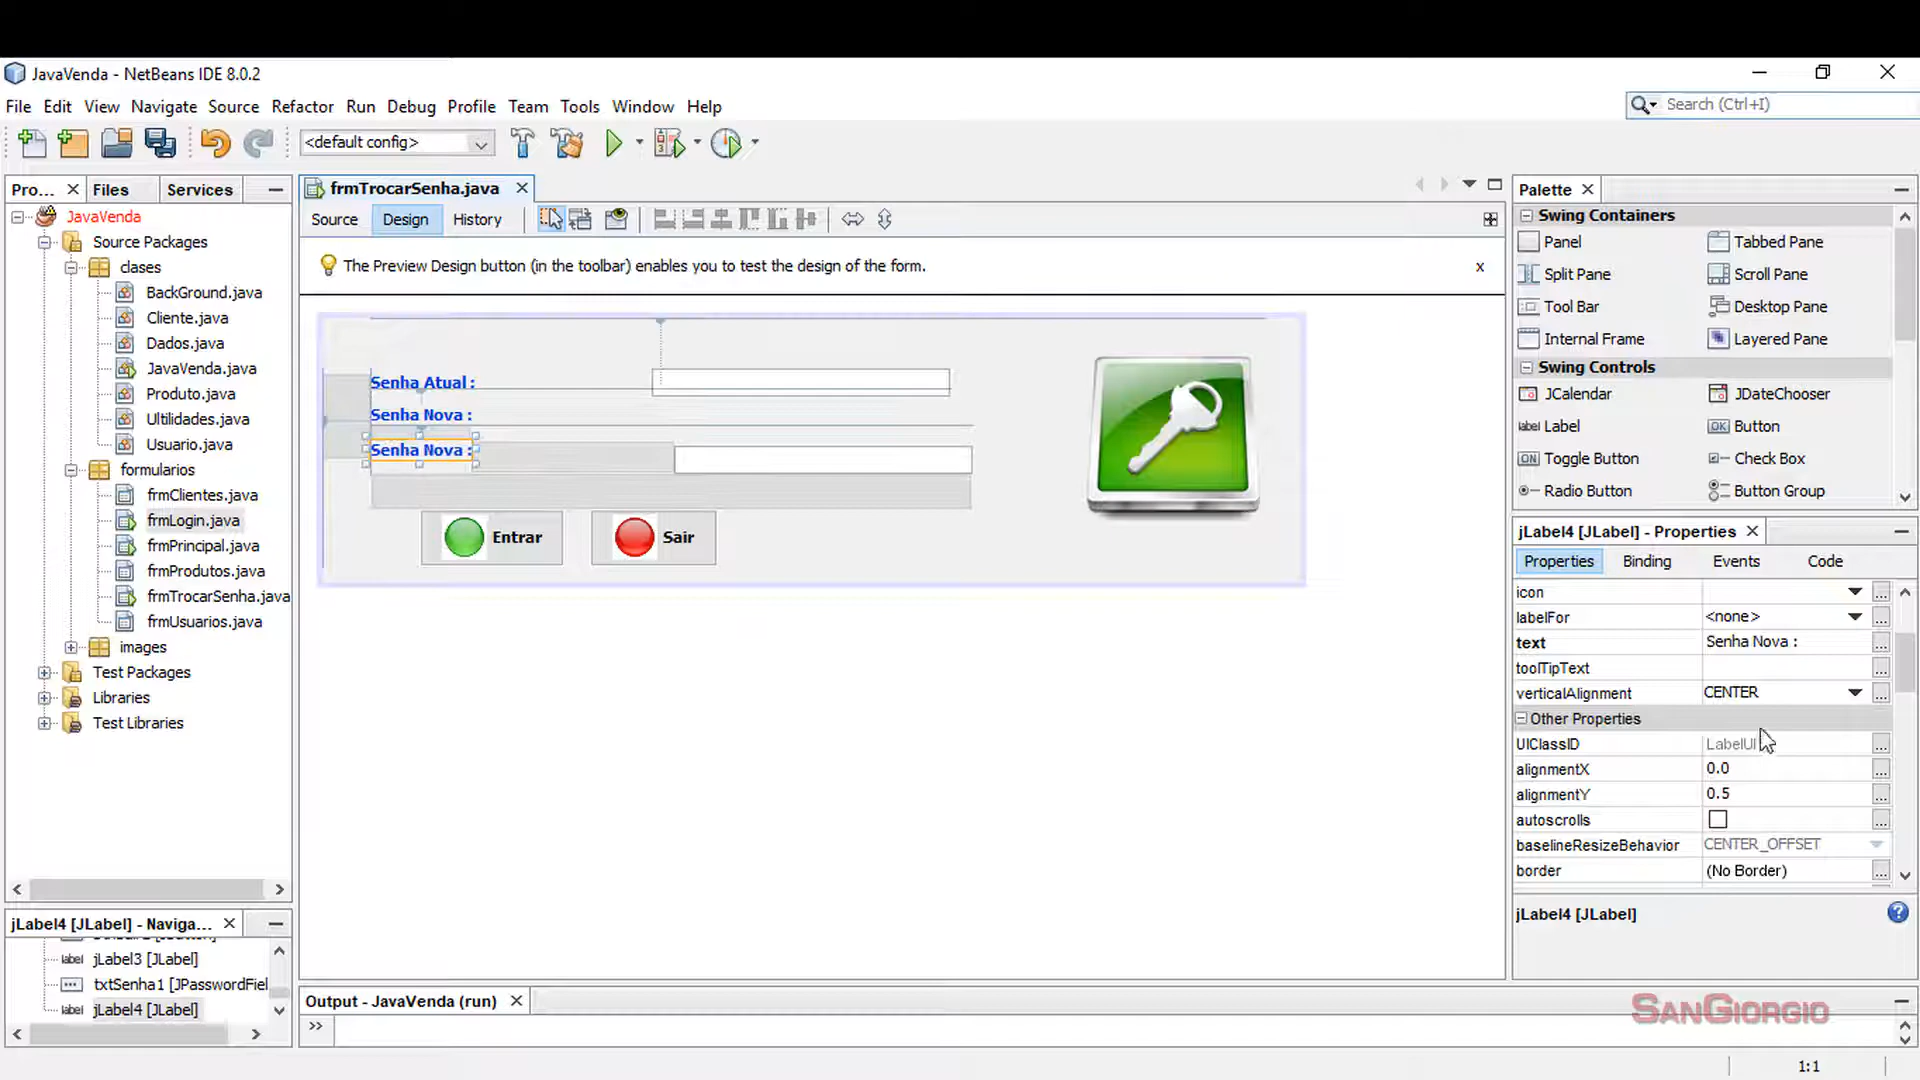 JavaVenda - NetBeans IDE 8.0.2
File Edit View Navigate Source Refactor Run Debug Profile Team Tools Window Help
Search (Ctrl+I)
<default config>
Pro... Files Services
frmTrocarSenha.java
Palette
Source Design History
The Preview Design button (in the toolbar) enables you to test the design of the form.
x
JavaVenda
Source Packages
clases
BackGround.java
Cliente.java
Dados.java
JavaVenda.java
Produto.java
Ultilidades.java
Usuario.java
formularios
frmClientes.java
frmLogin.java
frmPrincipal.java
frmProdutos.java
frmTrocarSenha.java
frmUsuarios.java
images
Test Packages
Libraries
Test Libraries
Senha Atual :
Senha Nova :
Senha Nova :
Entrar
Sair
Swing Containers
Panel
Tabbed Pane
Split Pane
Scroll Pane
Tool Bar
Desktop Pane
Internal Frame
Layered Pane
Swing Controls
JCalendar
JDateChooser
label Label
OK Button
ON Toggle Button
Check Box
Radio Button
Button Group
jLabel4 [JLabel] - Properties
Properties Binding Events Code
icon ...
labelFor <none> ...
text Senha Nova : ...
toolTipText ...
verticalAlignment CENTER ...
Other Properties
UIClassID LabelUI ...
alignmentX 0.0 ...
alignmentY 0.5 ...
autoscrolls ...
baselineResizeBehavior CENTER_OFFSET
border (No Border) ...
jLabel4 [JLabel]
jLabel4 [JLabel] - Naviga...
label jLabel3 [JLabel]
txtSenha1 [JPasswordFiel
label jLabel4 [JLabel]
Output - JavaVenda (run)
>>
SANGIORGIO
1:1